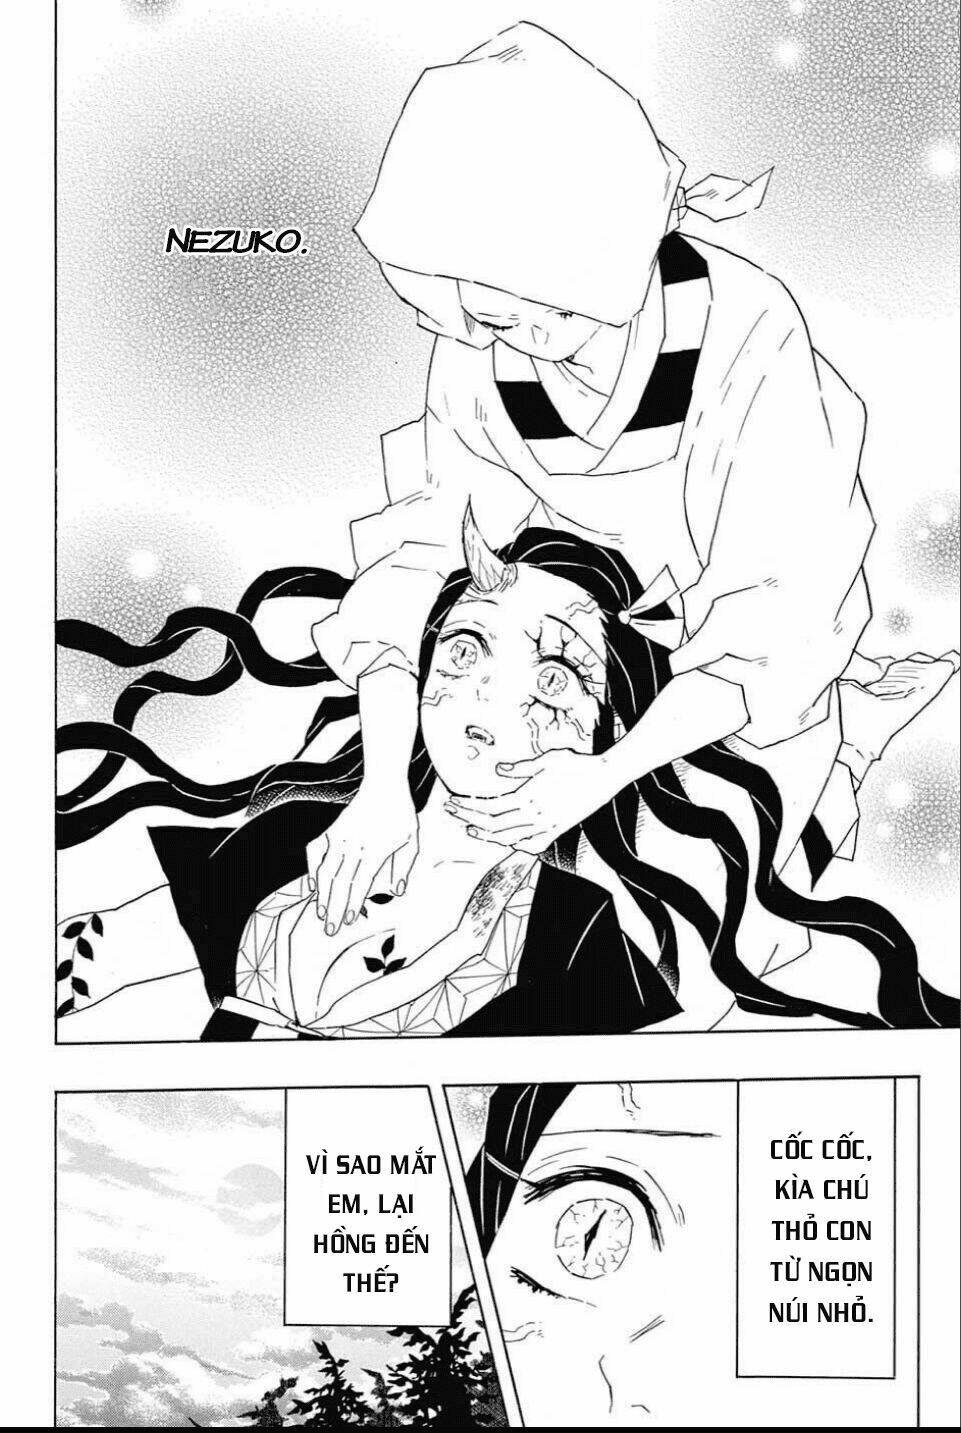 NEZUKO.
CỐC CỐC,
KÌA CHÚ
THỎ CON
TỪ NGỌN
NÚI NHỎ.
VÌ SAO MẮT
EM, LẠI
HỒNG ĐẾN
THẾ?